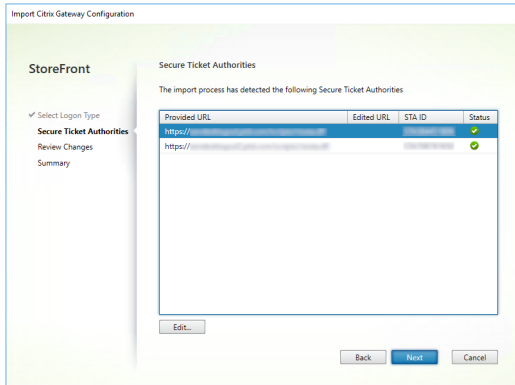 Import Citrix Gateway Configuration
StoreFront
Select Logon Type
Secure Ticket Authorities
Review Changes
Summary
Secure Ticket Authorities
The import process has detected the following Secure Ticket Authorities
Provided URL Edited URL STA ID Status
https://
https://
Edit...
Back Next Cancel